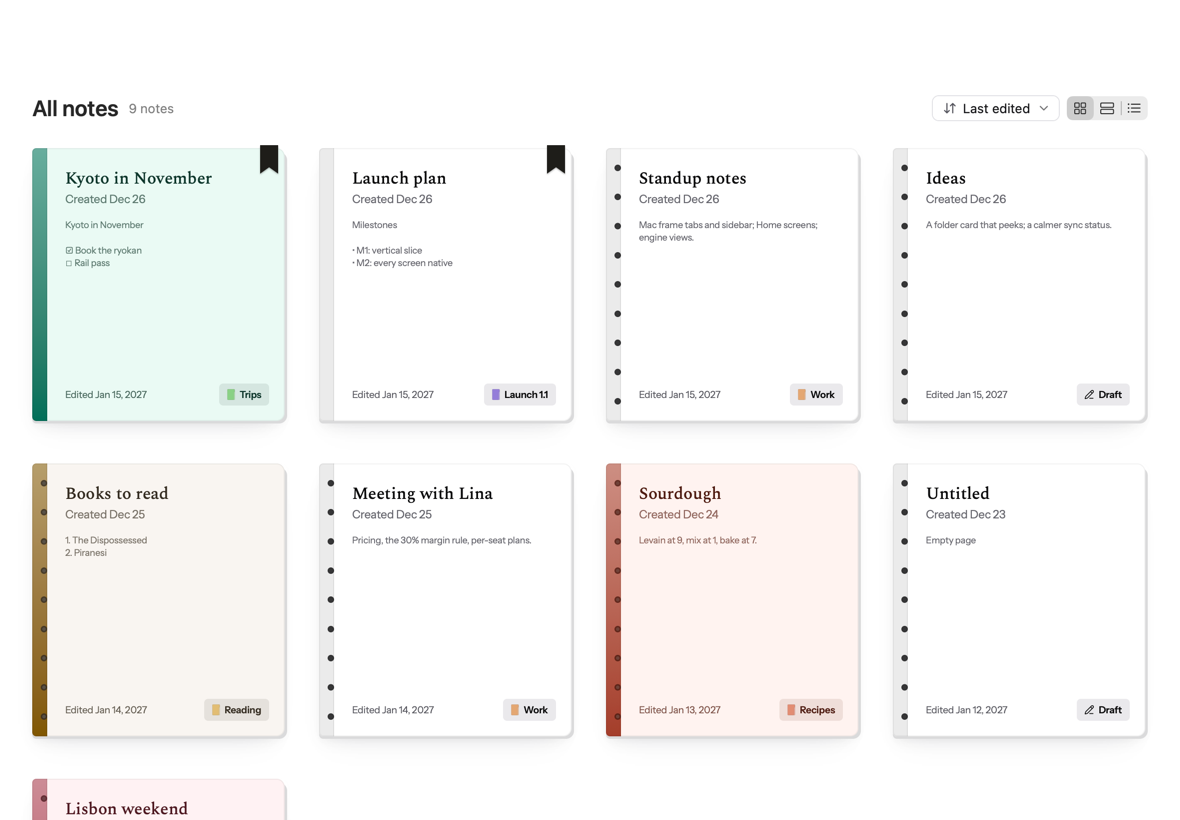 All notes 9 notes
Last edited
Kyoto in November
Created Dec 26
Kyoto in November
☑ Book the ryokan
☐ Rail pass
Edited Jan 15, 2027
Trips
Launch plan
Created Dec 26
Milestones
• M1: vertical slice
• M2: every screen native
Edited Jan 15, 2027
Launch 1.1
Standup notes
Created Dec 26
Mac frame tabs and sidebar; Home screens;
engine views.
Edited Jan 15, 2027
Work
Ideas
Created Dec 26
A folder card that peeks; a calmer sync status.
Edited Jan 15, 2027
Draft
Books to read
Created Dec 25
1. The Dispossessed
2. Piranesi
Edited Jan 14, 2027
Reading
Meeting with Lina
Created Dec 25
Pricing, the 30% margin rule, per-seat plans.
Edited Jan 14, 2027
Work
Sourdough
Created Dec 24
Levain at 9, mix at 1, bake at 7.
Edited Jan 13, 2027
Recipes
Untitled
Created Dec 23
Empty page
Edited Jan 12, 2027
Draft
Lisbon weekend